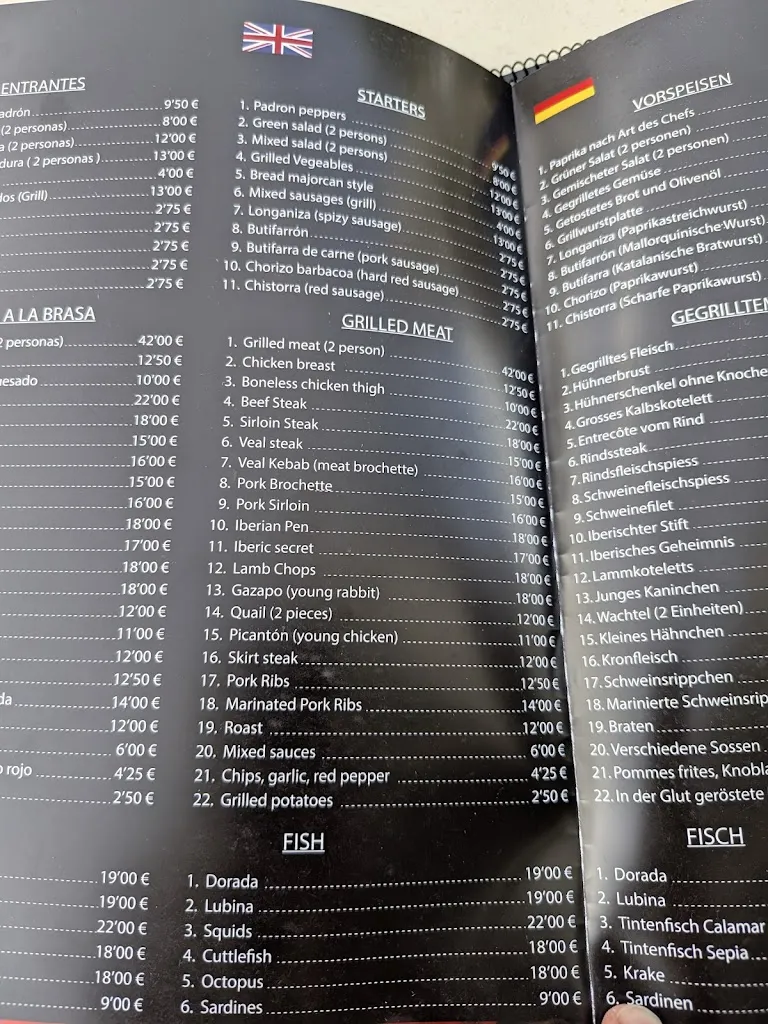 ENTRANTES
adrón 9'50 €
(2 personas) 8'00 €
a (2 personas) 12'00 €
dura ( 2 personas ) 13'00 €
4'00 €
dos (Grill) 13'00 €
2'75 €
2'75 €
2'75 €
2'75 €
2'75 €
A LA BRASA
2 personas) 42'00 €
12'50 €
uesado 10'00 €
22'00 €
18'00 €
15'00 €
16'00 €
15'00 €
16'00 €
18'00 €
17'00 €
18'00 €
18'00 €
12'00 €
11'00 €
12'00 €
12'50 €
da 14'00 €
12'00 €
6'00 €
o rojo 4'25 €
2'50 €
19'00 €
19'00 €
22'00 €
18'00 €
18'00 €
9'00 €
STARTERS
1. Padron peppers 9'50 €
2. Green salad (2 persons) 8'00 €
3. Mixed salad (2 persons) 12'00 €
4. Grilled Vegeables 13'00 €
5. Bread majorcan style 4'00 €
6. Mixed sausages (grill) 13'00 €
7. Longaniza (spizy sausage) 2'75 €
8. Butifarrón 2'75 €
9. Butifarra de carne (pork sausage) 2'75 €
10. Chorizo barbacoa (hard red sausage) 2'75 €
11. Chistorra (red sausage) 2'75 €
GRILLED MEAT
1. Grilled meat (2 person) 42'00 €
2. Chicken breast 12'50 €
3. Boneless chicken thigh 10'00 €
4. Beef Steak 22'00 €
5. Sirloin Steak 18'00 €
6. Veal steak 15'00 €
7. Veal Kebab (meat brochette) 16'00 €
8. Pork Brochette 15'00 €
9. Pork Sirloin 16'00 €
10. Iberian Pen 18'00 €
11. Iberic secret 17'00 €
12. Lamb Chops 18'00 €
13. Gazapo (young rabbit) 18'00 €
14. Quail (2 pieces) 12'00 €
15. Picantón (young chicken) 11'00 €
16. Skirt steak 12'00 €
17. Pork Ribs 12'50 €
18. Marinated Pork Ribs 14'00 €
19. Roast 12'00 €
20. Mixed sauces 6'00 €
21. Chips, garlic, red pepper 4'25 €
22. Grilled potatoes 2'50 €
FISH
1. Dorada 19'00 €
2. Lubina 19'00 €
3. Squids 22'00 €
4. Cuttlefish 18'00 €
5. Octopus 18'00 €
6. Sardines 9'00 €
VORSPEISEN
1. Paprika nach Art des Chefs
2. Grüner Salat (2 personen)
3. Gemischeter Salat (2 personen)
4. Gegrilletes Gemüse
5. Getostetes Brot und Olivenöl
6. Grillwurstplatte
7. Longaniza (Paprikastreichwurst)
8. Butifarrón (Mallorquinische Wurst)
9. Butifarra (Katalanische Bratwurst)
10. Chorizo (Paprikawurst)
11. Chistorra (Scharfe Paprikawurst)
GEGRILLTEN
1. Gegrilltes Fleisch
2. Hühnerbrust
3. Hühnerschenkel ohne Knoche
4. Grosses Kalbskotelett
5. Entrecôte vom Rind
6. Rindssteak
7. Rindsfleischpiess
8. Schweinefleischpiess
9. Schweinefilet
10. Iberischter Stift
11. Iberisches Geheimnis
12. Lammkoteletts
13. Junges Kaninchen
14. Wachtel (2 Einheiten)
15. Kleines Hähnchen
16. Kronfleisch
17. Schweinsrippchen
18. Marinierte Schweinsrip
19. Braten
20. Verschiedene Sossen
21. Pommes frites, Knobla
22. In der Glut geröstete
FISCH
1. Dorada
2. Lubina
3. Tintenfisch Calamar
4. Tintenfisch Sepia
5. Krake
6. Sardinen